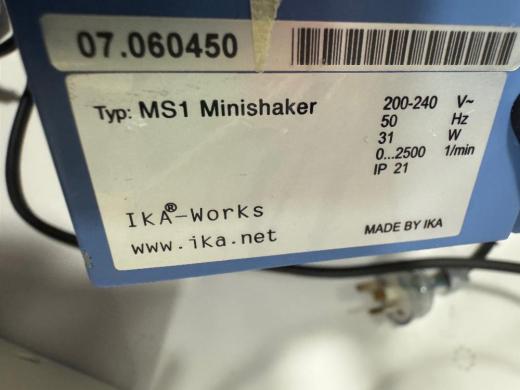 07.060450
Typ: MS1 Minishaker
200-240 V~
50 Hz
31 W
0...2500 1/min
IP 21
IKA®-Works
www.ika.net
MADE BY IKA